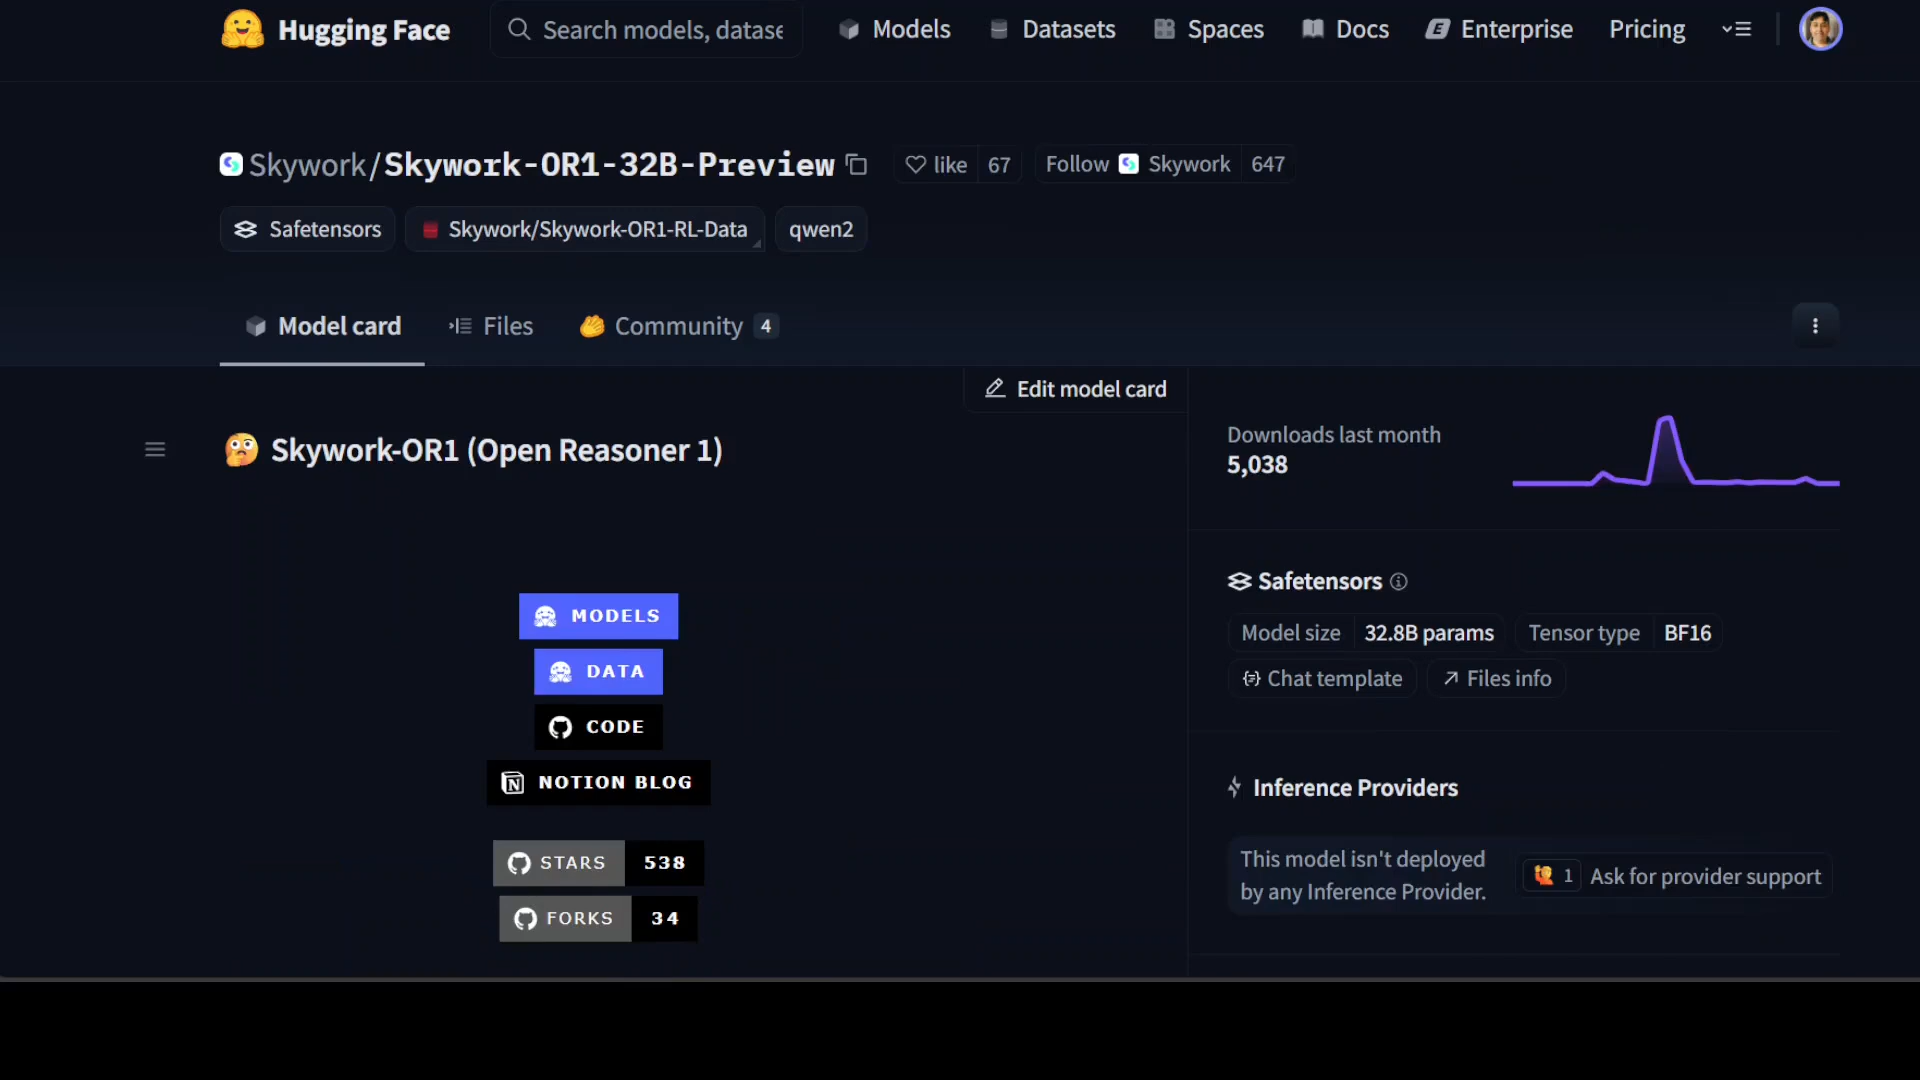 Hugging Face
Search models, datase
Models
Datasets
Spaces
Docs
Enterprise
Pricing
Skywork/Skywork-OR1-32B-Preview
like 67
Follow Skywork 647
Safetensors
Skywork/Skywork-OR1-RL-Data
qwen2
Model card
Files
Community 4
Edit model card
Skywork-OR1 (Open Reasoner 1)
MODELS
DATA
CODE
NOTION BLOG
STARS 538
FORKS 34
Downloads last month
5,038
Safetensors
Model size 32.8B params
Tensor type BF16
Chat template
Files info
Inference Providers
This model isn't deployed
by any Inference Provider.
1 Ask for provider support